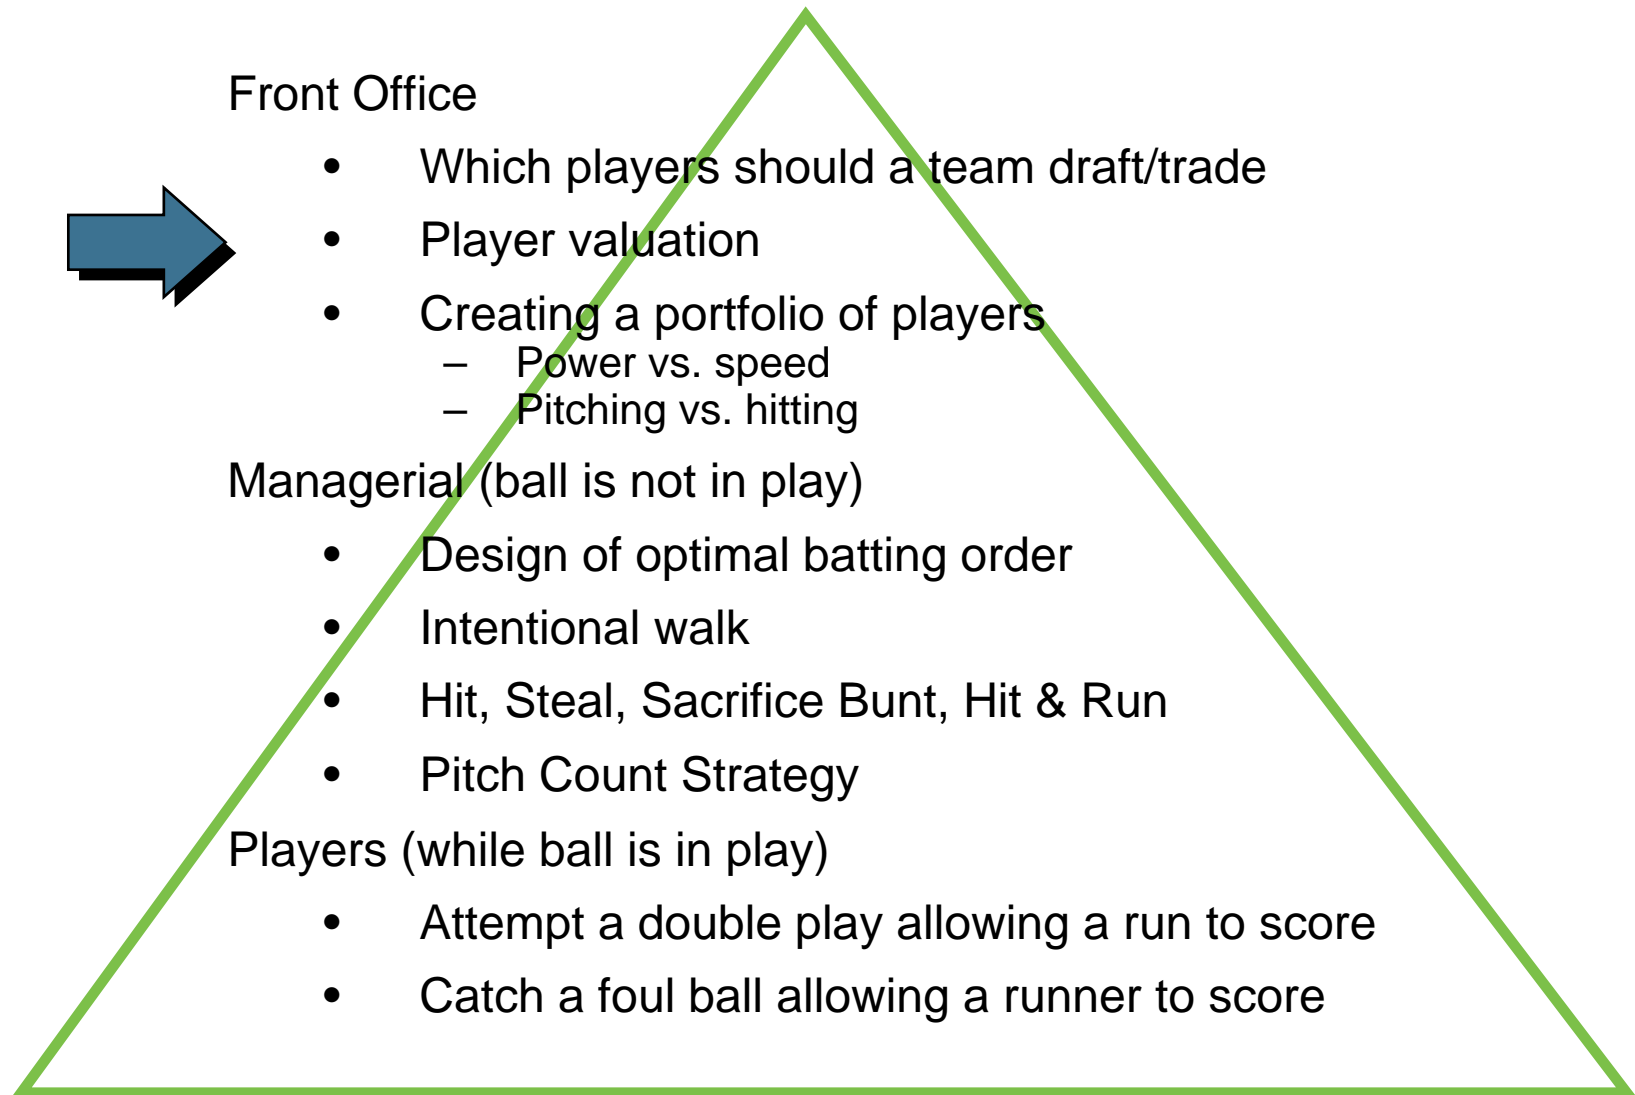 Front Office
• Which players should a team draft/trade
• Player valuation
• Creating a portfolio of players
– Power vs. speed
– Pitching vs. hitting
Managerial (ball is not in play)
• Design of optimal batting order
• Intentional walk
• Hit, Steal, Sacrifice Bunt, Hit & Run
• Pitch Count Strategy
Players (while ball is in play)
• Attempt a double play allowing a run to score
• Catch a foul ball allowing a runner to score